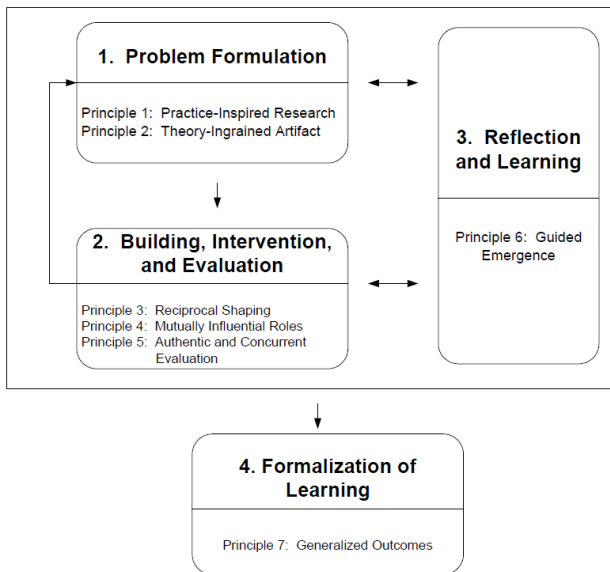 1. Problem Formulation
Principle 1: Practice-Inspired Research
Principle 2: Theory-Ingrained Artifact
2. Building, Intervention,
and Evaluation
Principle 3: Reciprocal Shaping
Principle 4: Mutually Influential Roles
Principle 5: Authentic and Concurrent
Evaluation
3. Reflection
and Learning
Principle 6: Guided
Emergence
4. Formalization of
Learning
Principle 7: Generalized Outcomes